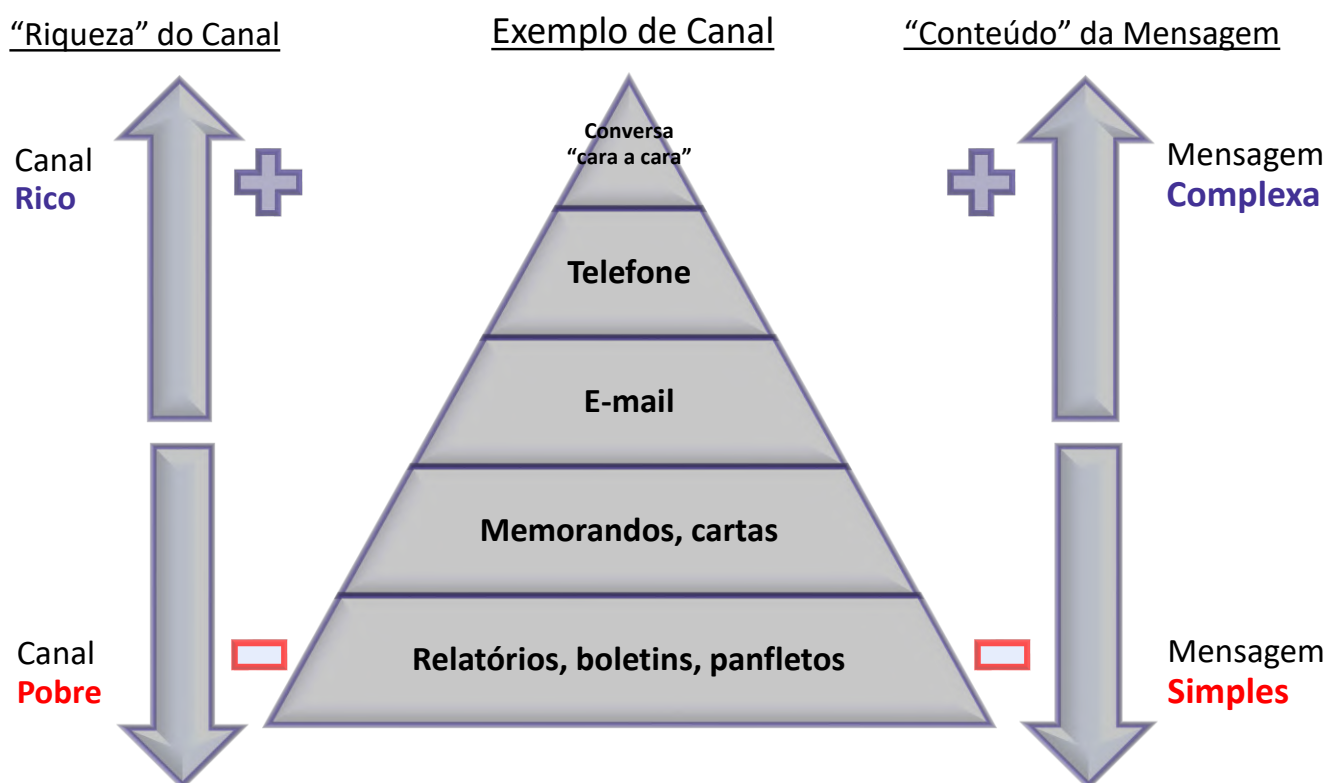 “Riqueza” do Canal
Exemplo de Canal
“Conteúdo” da Mensagem
Canal
Rico
Conversa
“cara a cara”
Mensagem
Complexa
Telefone
E-mail
Memorandos, cartas
Relatórios, boletins, panfletos
Canal
Pobre
Mensagem
Simples